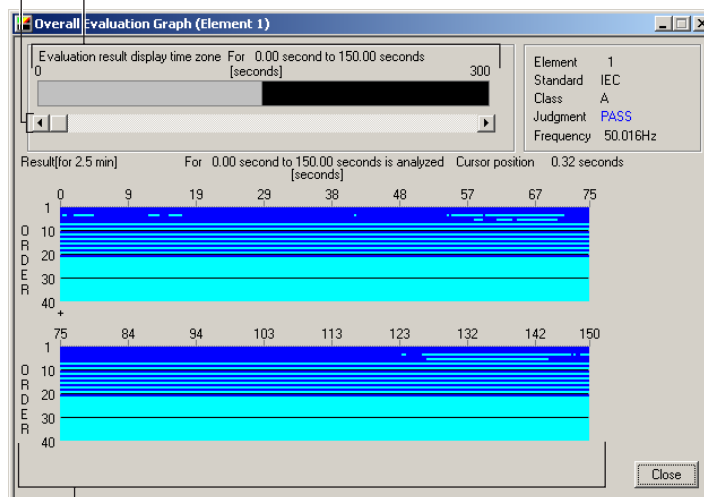 Overall Evaluation Graph (Element 1)
Evaluation result display time zone For 0.00 second to 150.00 seconds
0 [seconds] 300
Element 1
Standard IEC
Class A
Judgment PASS
Frequency 50.016Hz
Result[for 2.5 min] For 0.00 second to 150.00 seconds is analyzed Cursor position 0.32 seconds
[seconds]
0 9 19 29 38 48 57 67 75
ORDER
1
10
20
30
40
+
75 84 94 103 113 123 132 142 150
ORDER
1
10
20
30
40
Close